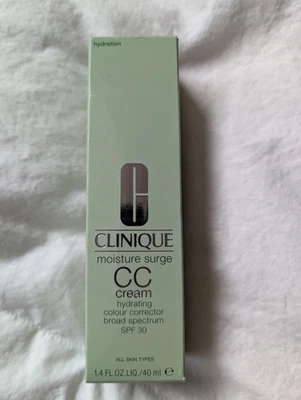 hydration
CLINIQUE
moisture surge
CC
cream
hydrating
colour corrector
broad spectrum
SPF 30
ALL SKIN TYPES
1.4 FL.OZ.LIQ./40 ml ℮